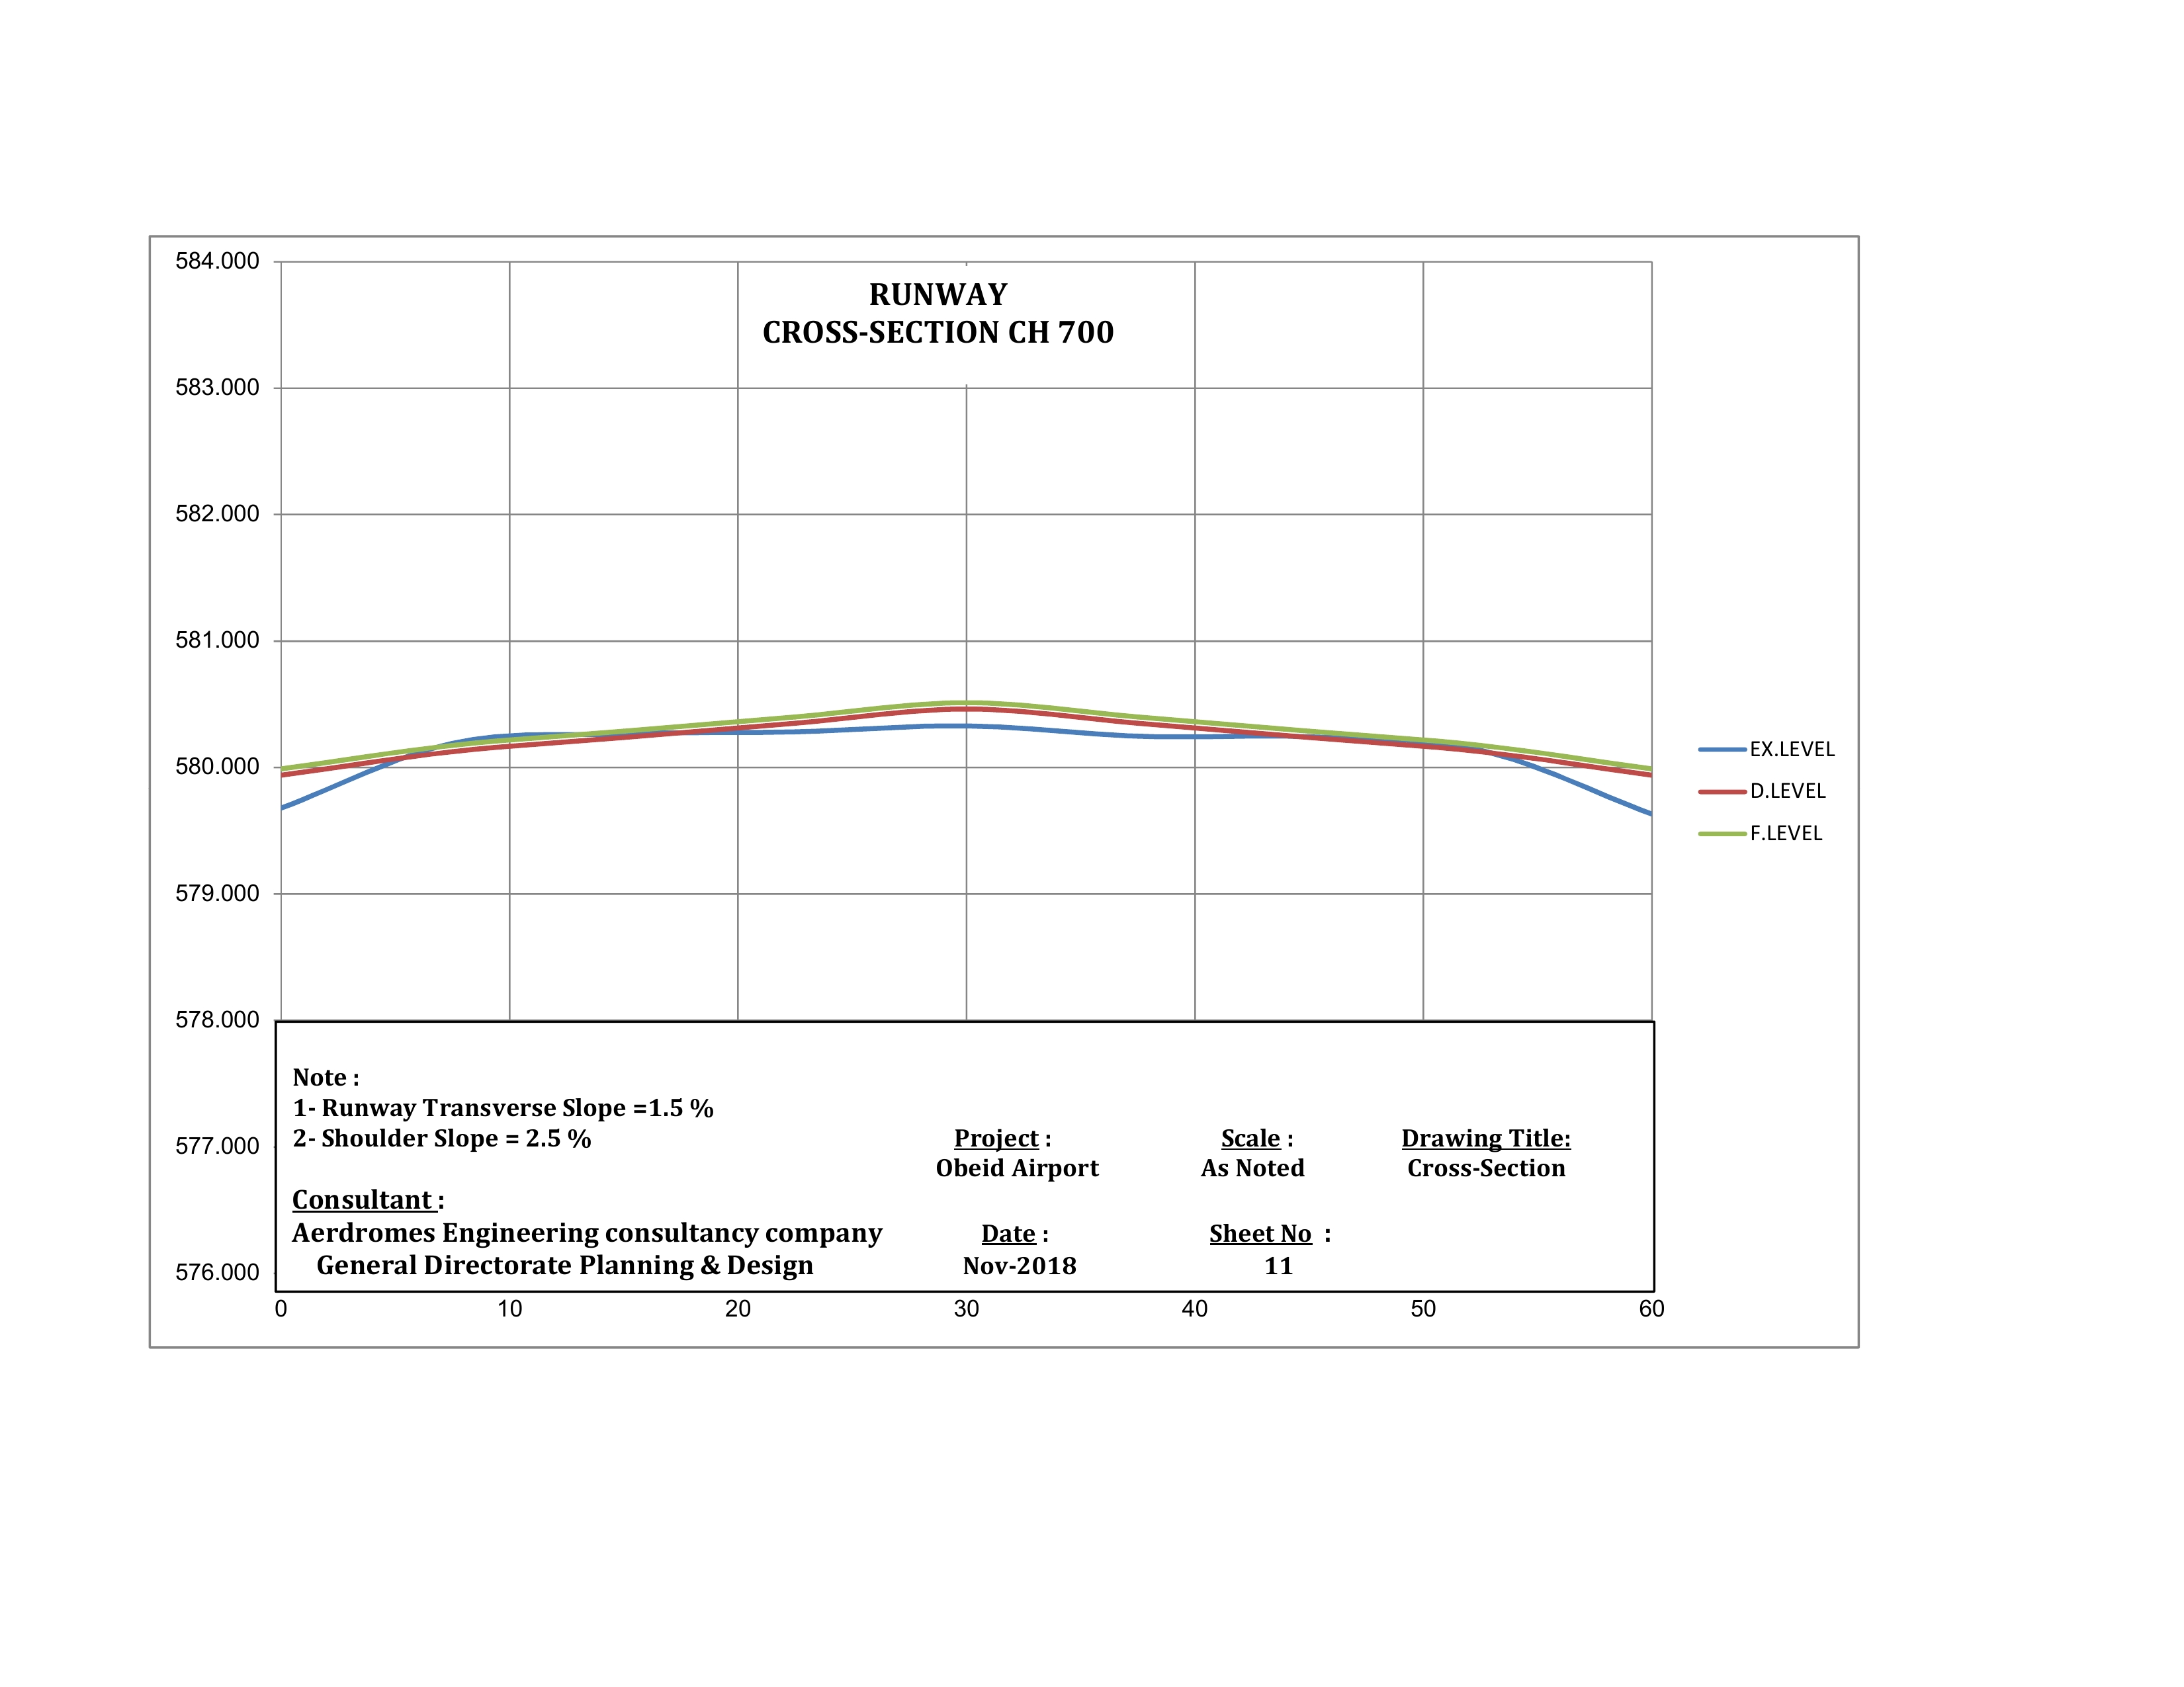 RUNWAY
CROSS-SECTION CH 700
584.000
583.000
582.000
581.000
580.000
579.000
578.000
577.000
576.000
EX.LEVEL
D.LEVEL
F.LEVEL
Note :
1- Runway Transverse Slope =1.5 %
2- Shoulder Slope = 2.5 %
Project : Scale : Drawing Title:
Obeid Airport As Noted Cross-Section
Consultant :
Aerdromes Engineering consultancy company Date : Sheet No :
General Directorate Planning & Design Nov-2018 11
0 10 20 30 40 50 60